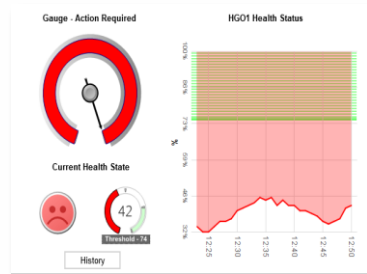 Gauge - Action Required
Current Health State
42
Threshold - 74
History
HGO1 Health Status
100%
86%
73%
59%
46%
32%
%
12:25
12:30
12:35
12:40
12:45
12:50